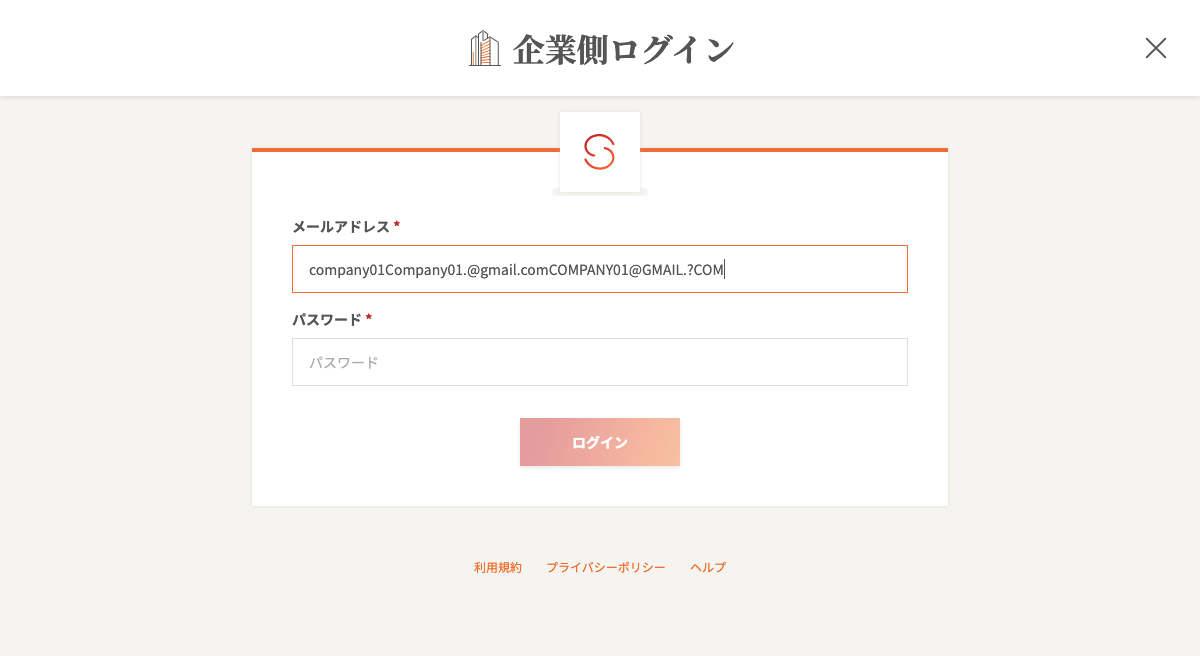 企業側ログイン
メールアドレス *
company01Company01.@gmail.comCOMPANY01@GMAIL.?COM
パスワード *
パスワード
ログイン
利用規約 プライバシーポリシー ヘルプ